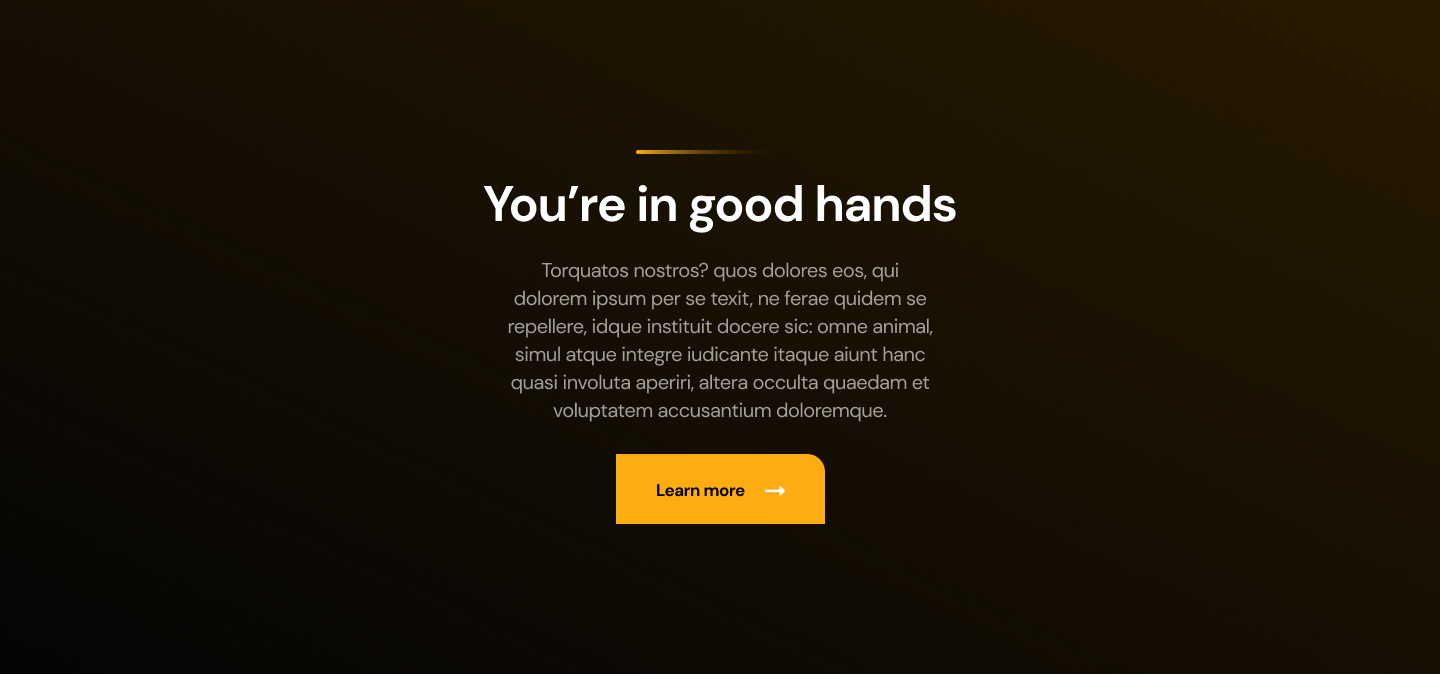 You’re in good hands
Torquatos nostros? quos dolores eos, qui
dolorem ipsum per se texit, ne ferae quidem se
repellere, idque instituit docere sic: omne animal,
simul atque integre iudicante itaque aiunt hanc
quasi involuta aperiri, altera occulta quaedam et
voluptatem accusantium doloremque.
Learn more